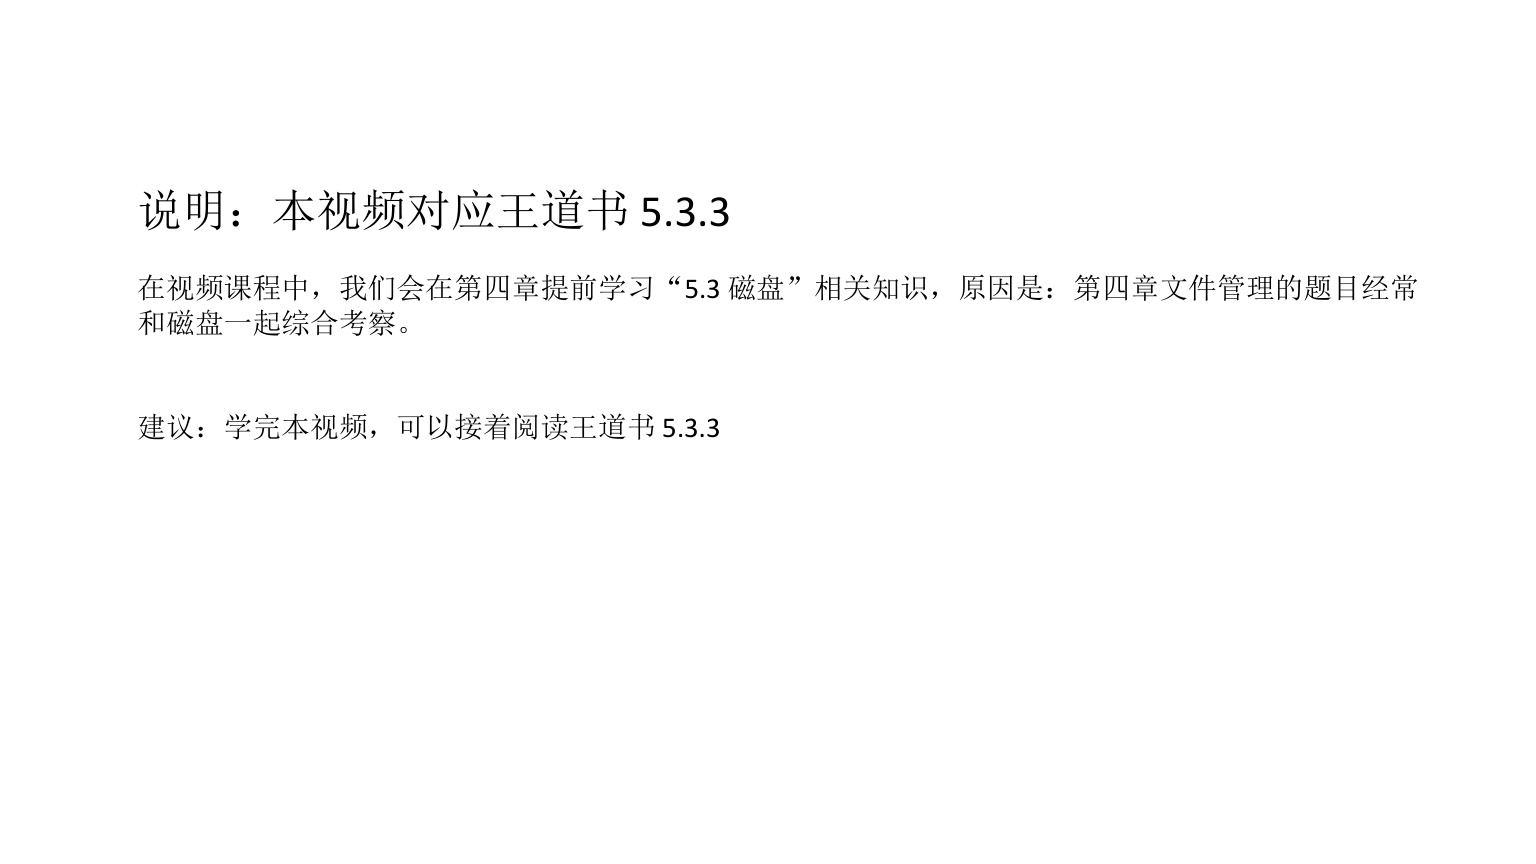 说明：本视频对应王道书 5.3.3
在视频课程中，我们会在第四章提前学习“5.3 磁盘”相关知识，原因是：第四章文件管理的题目经常
和磁盘一起综合考察。
建议：学完本视频，可以接着阅读王道书 5.3.3